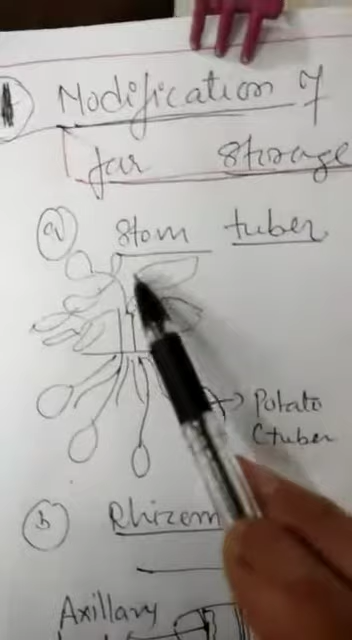 Modification of
for storage
a) Stem tuber
Potato
(tuber
b) Rhizom
Axillary